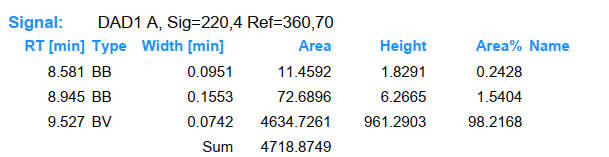 Signal: DAD1 A, Sig=220,4 Ref=360,70
RT [min] Type Width [min] Area Height Area% Name
8.581 BB 0.0951 11.4592 1.8291 0.2428
8.945 BB 0.1553 72.6896 6.2665 1.5404
9.527 BV 0.0742 4634.7261 961.2903 98.2168
Sum 4718.8749